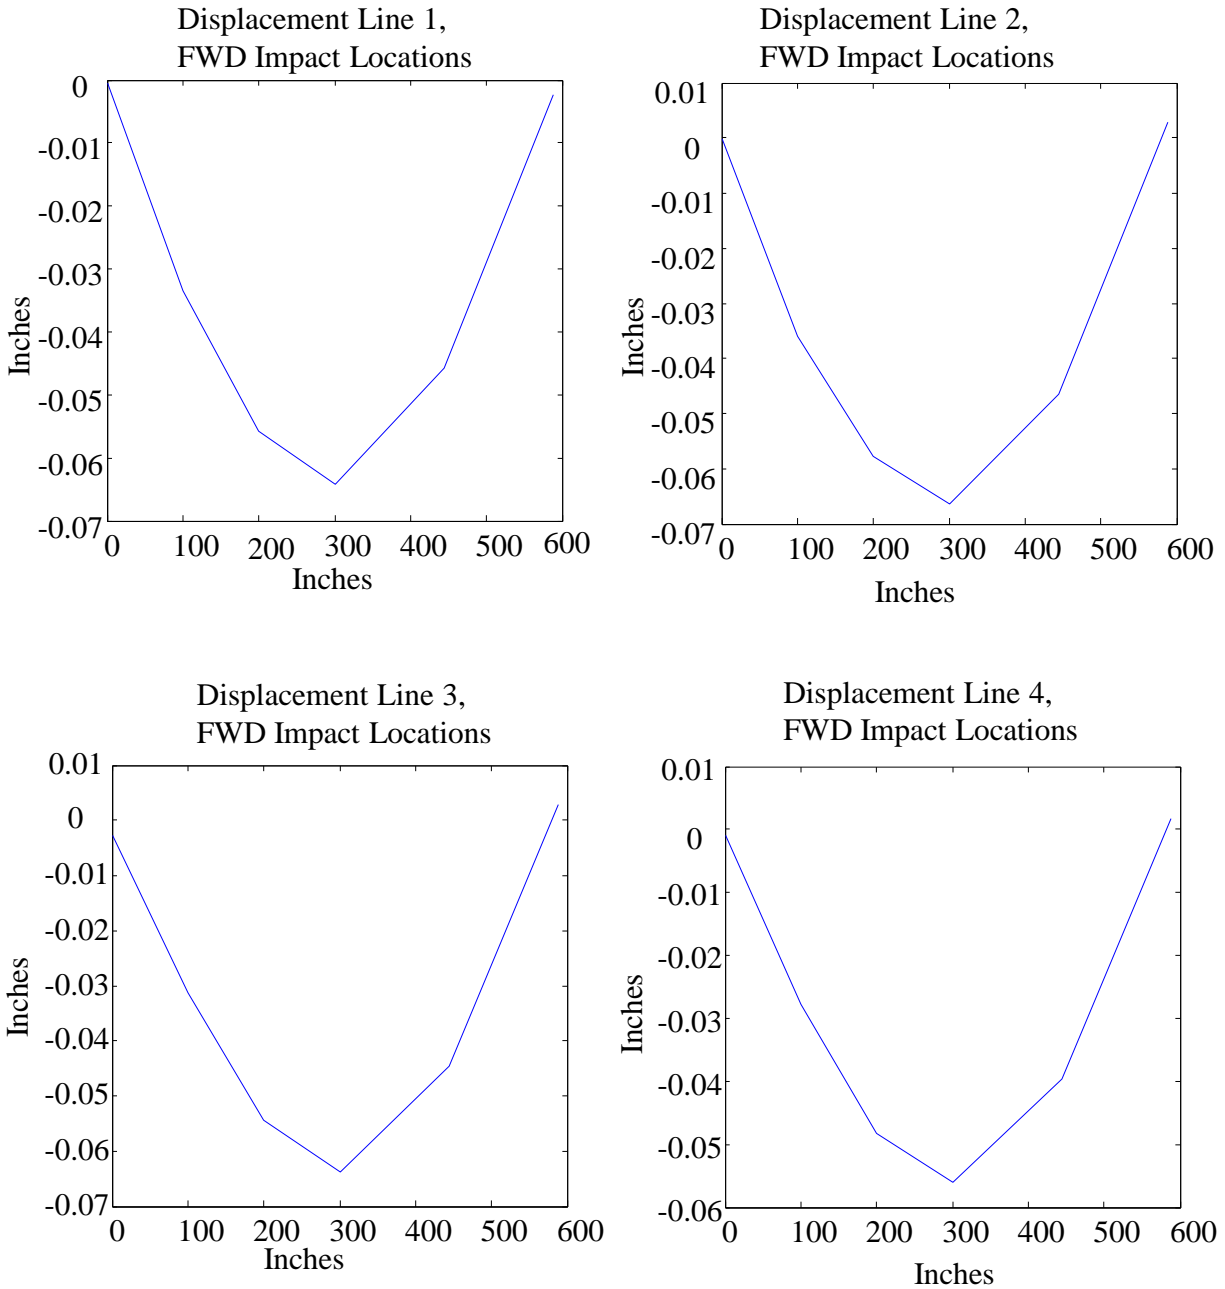 Displacement Line 1,
FWD Impact Locations
0
-0.01
-0.02
-0.03
-0.04
-0.05
-0.06
-0.07
Inches
0 100 200 300 400 500 600
Inches
Displacement Line 2,
FWD Impact Locations
0.01
0
-0.01
-0.02
-0.03
-0.04
-0.05
-0.06
-0.07
Inches
0 100 200 300 400 500 600
Inches
Displacement Line 3,
FWD Impact Locations
0.01
0
-0.01
-0.02
-0.03
-0.04
-0.05
-0.06
-0.07
Inches
0 100 200 300 400 500 600
Inches
Displacement Line 4,
FWD Impact Locations
0.01
0
-0.01
-0.02
-0.03
-0.04
-0.05
-0.06
Inches
0 100 200 300 400 500 600
Inches